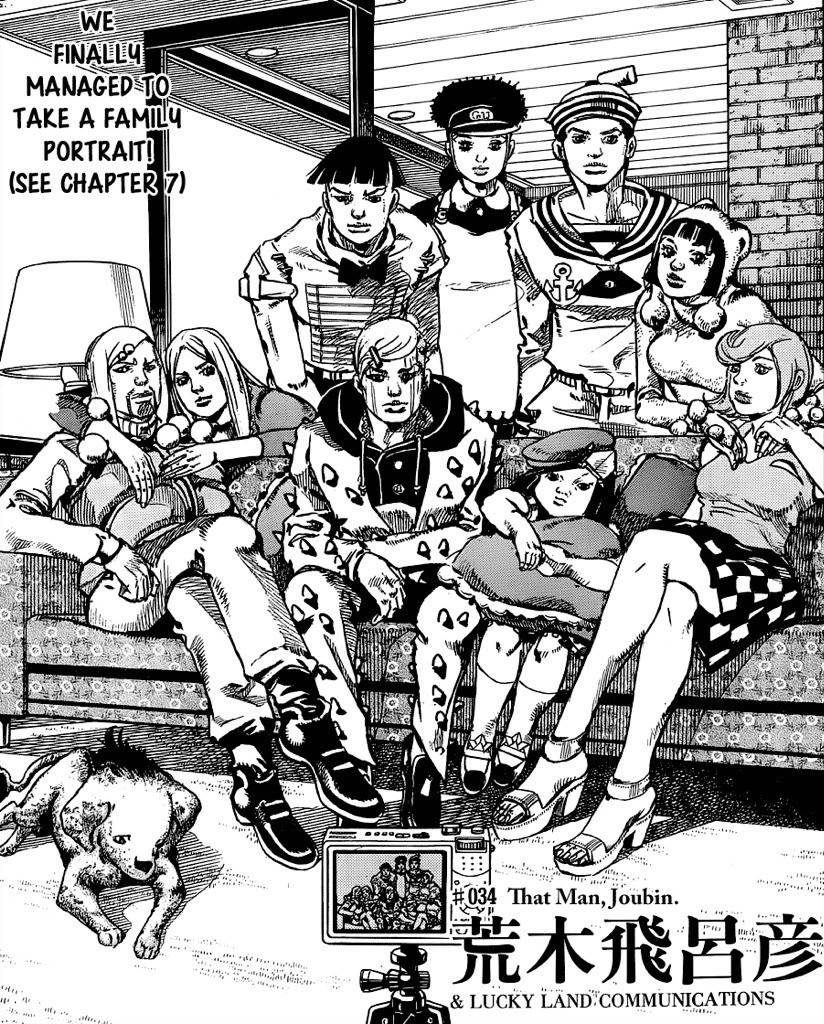 WE
FINALLY
MANAGED TO
TAKE A FAMILY
PORTRAIT!
(SEE CHAPTER 7)
GU
#034 That Man, Joubin.
荒木飛呂彦
& LUCKY LAND COMMUNICATIONS